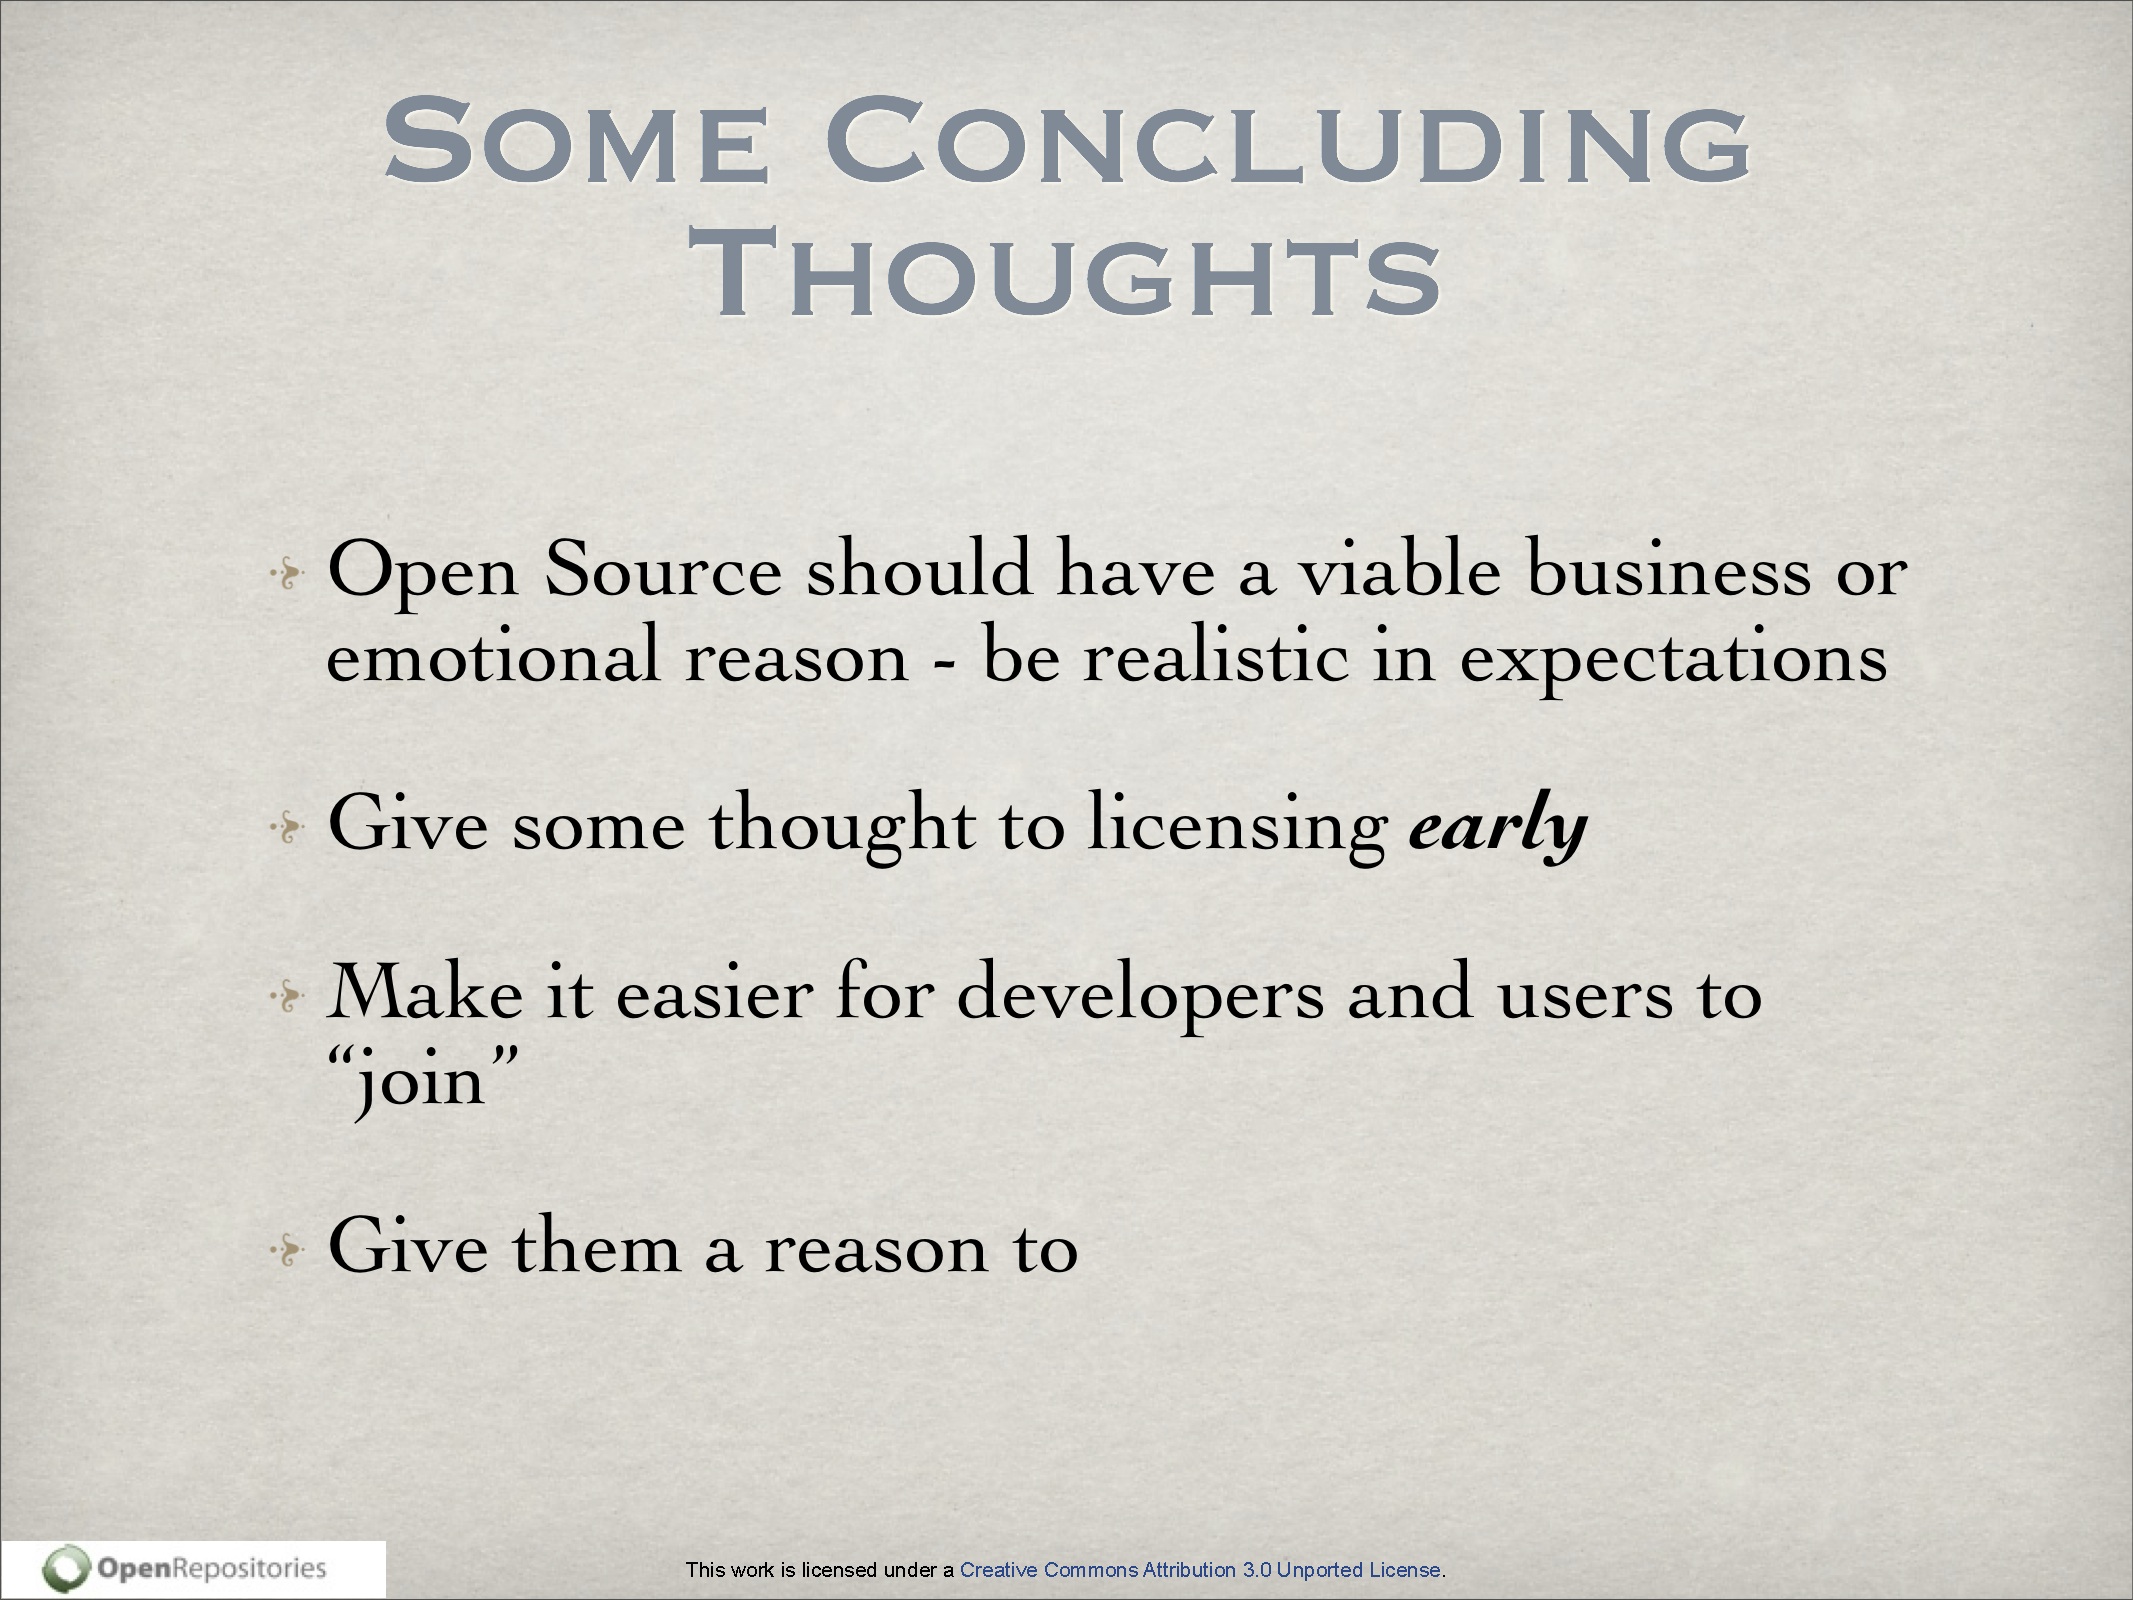 Some Concluding
Thoughts
Open Source should have a viable business or
emotional reason - be realistic in expectations
Give some thought to licensing early
Make it easier for developers and users to
“join”
Give them a reason to
OpenRepositories
This work is licensed under a Creative Commons Attribution 3.0 Unported License.